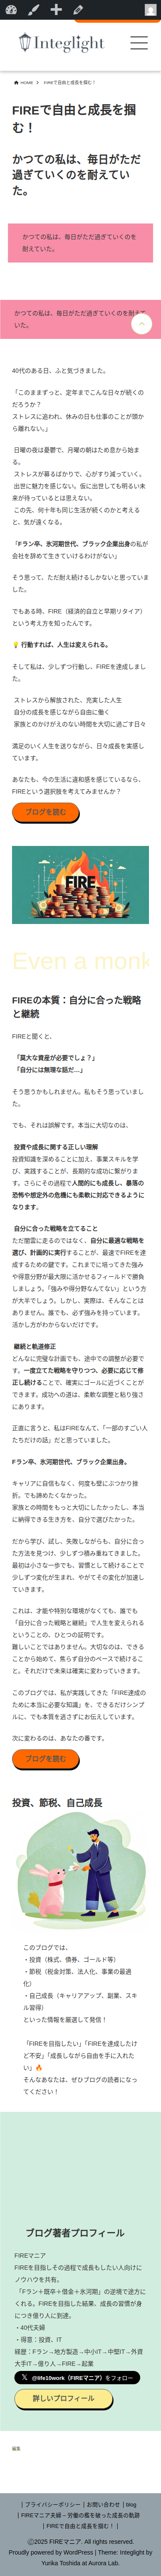 Integlight
HOME > FIREで自由と成長を掴む！
FIREで自由と成長を掴
む！
かつての私は、毎日がただ
過ぎていくのを耐えてい
た。
かつての私は、毎日がただ過ぎていくのを
耐えていた。
かつての私は、毎日がただ過ぎていくのを耐えて
いた。
40代のある日、ふと気づきました。
「このままずっと、定年までこんな日々が続くの
だろうか？
ストレスに追われ、休みの日も仕事のことが頭か
ら離れない。」
日曜の夜は憂鬱で、月曜の朝はため息から始ま
る。
ストレスが募るばかりで、心がすり減っていく。
出世に魅力を感じない。仮に出世しても明るい未
来が待っているとは思えない。
この先、何十年も同じ生活が続くのかと考える
と、気が遠くなる。
「Fラン卒、氷河期世代、ブラック企業出身の私が
会社を辞めて生きていけるわけがない」
そう思って、ただ耐え続けるしかないと思っていま
した。
でもある時、FIRE（経済的自立と早期リタイア）
という考え方を知ったんです。
💡 行動すれば、人生は変えられる。
そして私は、少しずつ行動し、FIREを達成しまし
た。
ストレスから解放された、充実した人生
自分の成長を感じながら自由に働く
家族とのかけがえのない時間を大切に過ごす日々
満足のいく人生を送りながら、日々成長を実感し
ています。
あなたも、今の生活に違和感を感じているなら、
FIREという選択肢を考えてみませんか？
ブログを読む
FIRE
Even a monk
FIREの本質：自分に合った戦略
と継続
FIREと聞くと、
「莫大な資産が必要でしょ？」
「自分には無理な話だ…」
そう思うかもしれません。私もそう思っていまし
た。
でも、それは誤解です。本当に大切なのは、
投資や成長に関する正しい理解
投資知識を深めることに加え、事業スキルを学
び、実践することが、長期的な成功に繋がりま
す。さらにその過程で人間的にも成長し、暴落の
恐怖や想定外の危機にも柔軟に対応できるように
なります。
自分に合った戦略を立てること
ただ闇雲に走るのではなく、自分に最適な戦略を
選び、計画的に実行することが、最速でFIREを達
成するための鍵です。これまでに培ってきた強み
や得意分野が最大限に活かせるフィールドで勝負
しましょう。「強みや得意分野なんてない」という方
が大半でしょう。しかし、実際は、そんなことは
ありません。誰でも、必ず強みを持っています。
活かし方がわからないだけです。
継続と軌道修正
どんなに完璧な計画でも、途中での調整が必要で
す。一度立てた戦略を守りつつ、必要に応じて修
正し続けることで、確実にゴールに近づくことが
できます。成功への道は、柔軟な調整と粘り強さ
にあります。
正直に言うと、私はFIREなんて、「一部のすごい人
たちだけの話」だと思っていました。
Fラン卒、氷河期世代、ブラック企業出身。
キャリアに自信もなく、何度も壁にぶつかり挫
折。でも諦めたくなかった。
家族との時間をもっと大切にしたかったし、本当
に納得できる生き方を、自分で選びたかった。
だから学び、試し、失敗しながらも、自分に合っ
た方法を見つけ、少しずつ積み重ねてきました。
最初は小さな一歩でも、習慣として続けることで
少しずつ変化が生まれ、やがてその変化が加速し
ていきます。
これは、才能や特別な環境がなくても、誰でも
「自分に合った戦略と継続」で人生を変えられる
ということの、ひとつの証明です。
難しいことではありません。大切なのは、できる
ことから始めて、焦らず自分のペースで続けるこ
と。それだけで未来は確実に変わっていきます。
このブログでは、私が実践してきた「FIRE達成の
ために本当に必要な知識」を、できるだけシンプ
ルに、でも本質を逃さずにお伝えしています。
次に変わるのは、あなたの番です。
ブログを読む
投資、節税、自己成長
このブログでは、
・投資（株式、債券、ゴールド等）
・節税（税金対策、法人化、事業の最適
化）
・自己成長（キャリアアップ、副業、スキ
ル習得）
といった情報を厳選して発信！
「FIREを目指したい」「FIREを達成したけ
ど不安」「成長しながら自由を手に入れた
い」🔥
そんなあなたは、ぜひブログの読者になっ
てください！
ブログ著者プロフィール
FIREマニア
FIREを目指しその過程で成長もしたい人向けに
ノウハウを共有。
「Fラン＋既卒＋借金＋氷河期」の逆境で途方に
くれる。FIREを目指した結果、成長の習慣が身
につき億り人に到達。
・40代夫婦
・得意：投資、IT
経歴：Fラン→地方製造→中小IT→中堅IT→外資
大手IT→億り人→FIRE→起業
𝕏 @life10work（FIREマニア）をフォロー
詳しいプロフィール
編集
| プライバシーポリシー | お問い合わせ | blog
| FIREマニア夫婦 – 労働の檻を破った成長の軌跡
| FIREで自由と成長を掴む！ |
Ⓒ2025 FIREマニア. All rights reserved.
Proudly powered by WordPress | Theme: Integlight by
Yurika Toshida at Aurora Lab.